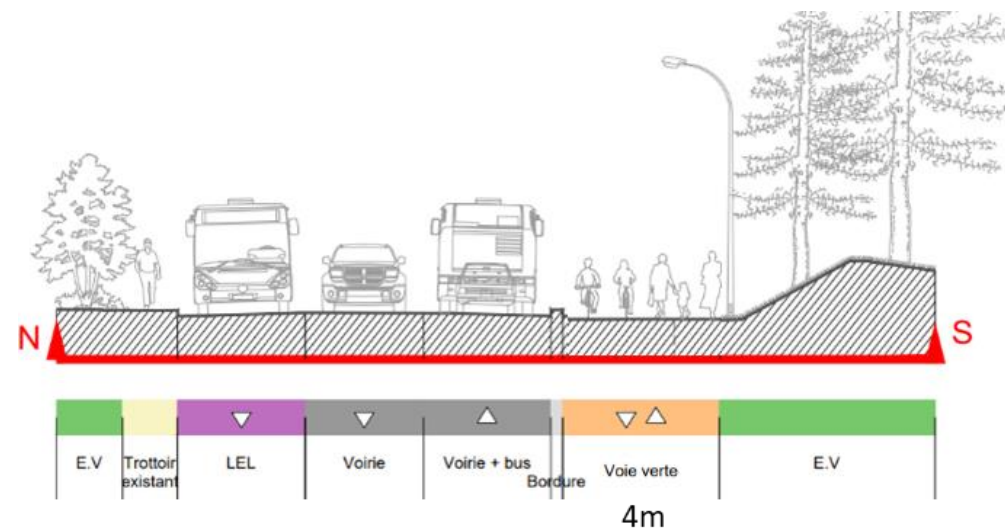 N
S
E.V
Trottoir
existant
LEL
Voirie
Voirie + bus
Bordure
Voie verte
E.V
4m